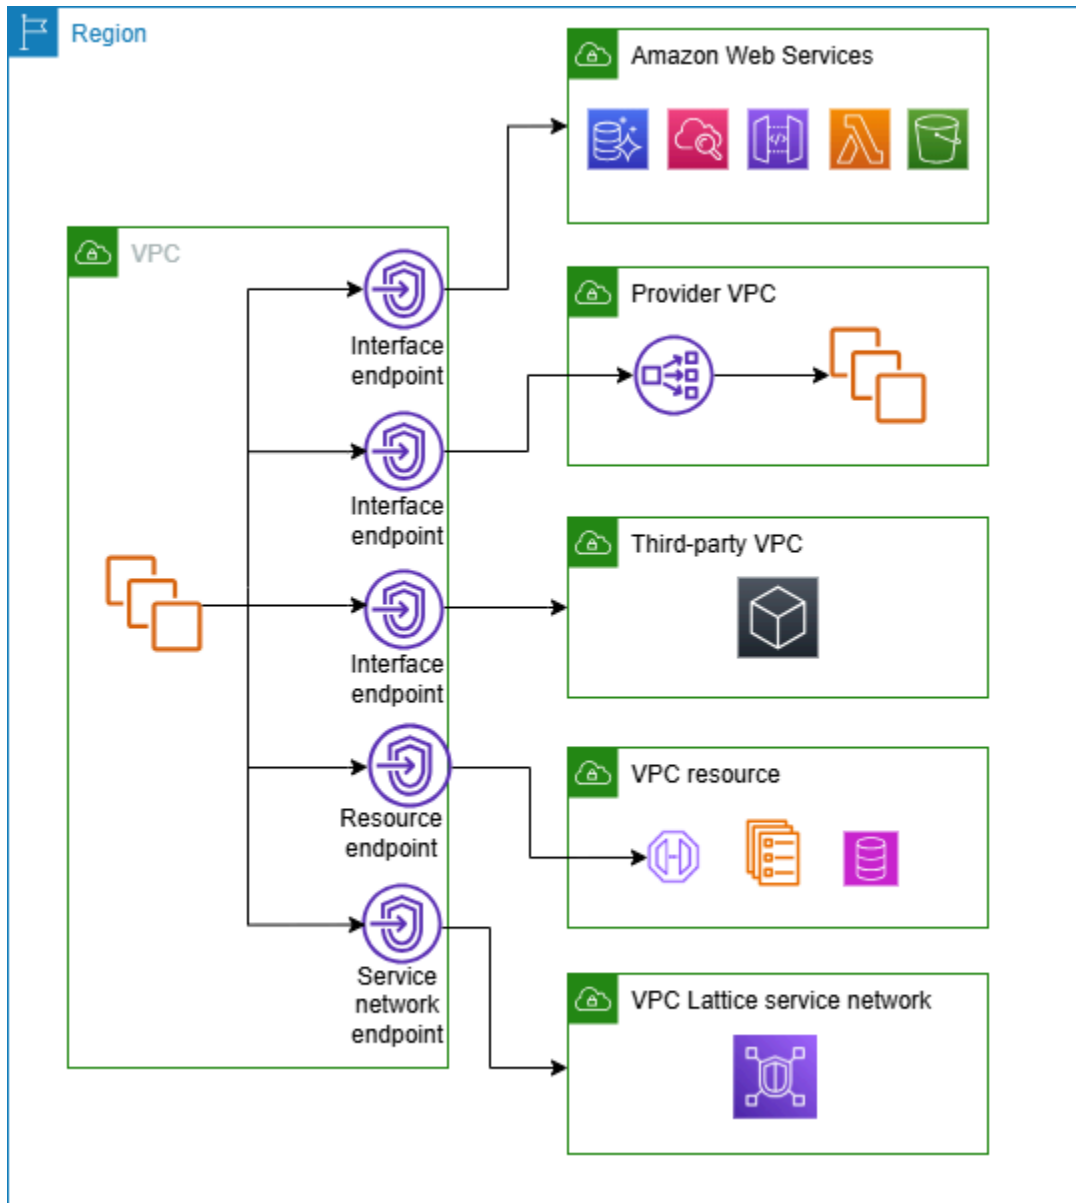 Region
Amazon Web Services
VPC
Interface
endpoint
Provider VPC
Interface
endpoint
Third-party VPC
Interface
endpoint
VPC resource
Resource
endpoint
VPC Lattice service network
Service
network
endpoint